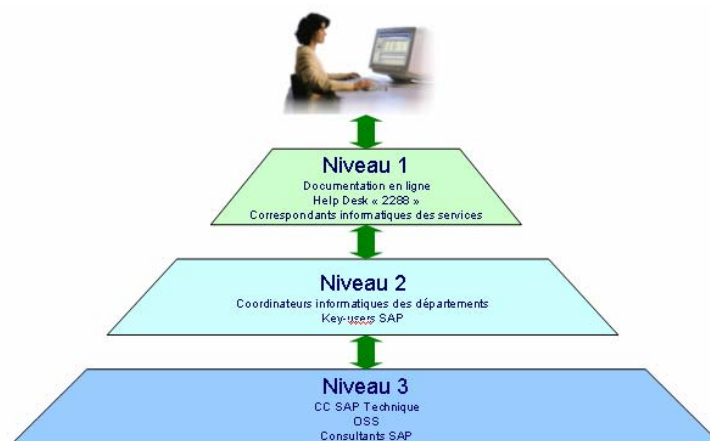 Niveau 1
Documentation en ligne
Help Desk « 2288 »
Correspondants informatiques des services
Niveau 2
Coordinateurs informatiques des départements
Key-users SAP
Niveau 3
CC SAP Technique
OSS
Consultants SAP